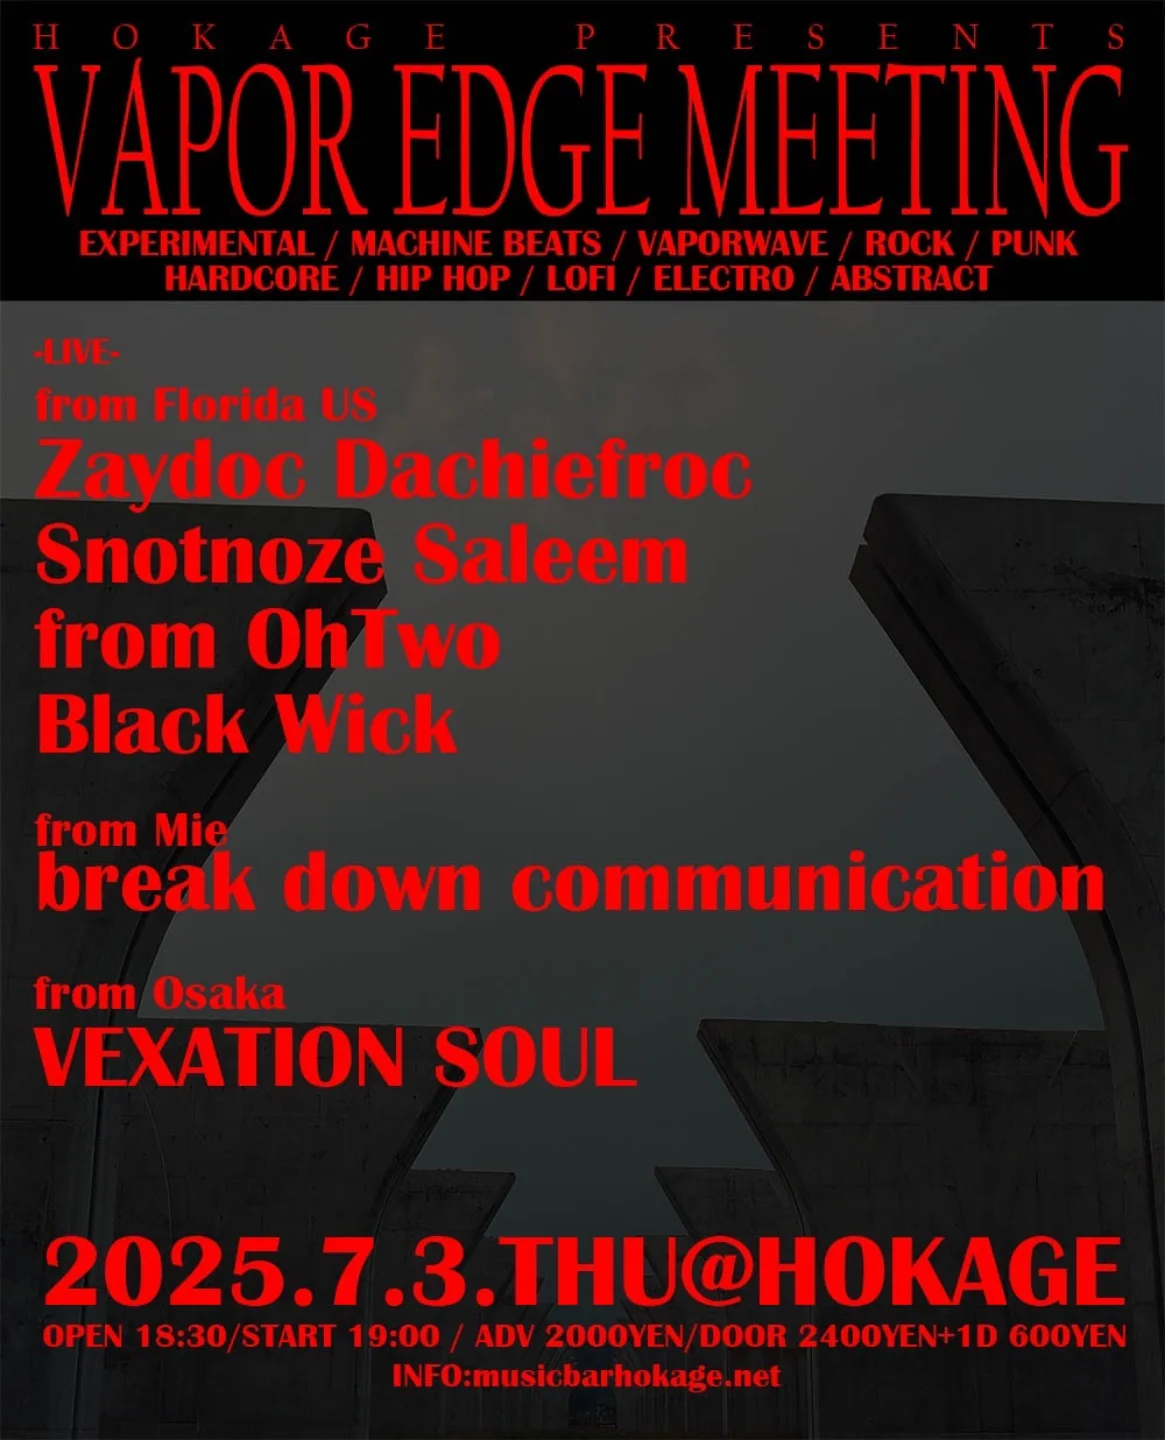 HOKAGE PRESENTS
VAPOR EDGE MEETING
EXPERIMENTAL / MACHINE BEATS / VAPORWAVE / ROCK / PUNK
HARDCORE / HIP HOP / LOFI / ELECTRO / ABSTRACT
-LIVE-
from Florida US
Zaydoc Dachiefroc
Snotnoze Saleem
from OhTwo
Black Wick
from Mie
break down communication
from Osaka
VEXATION SOUL
2025.7.3.THU@HOKAGE
OPEN 18:30/START 19:00 / ADV 2000YEN/DOOR 2400YEN+1D 600YEN
INFO:musicbarhokage.net